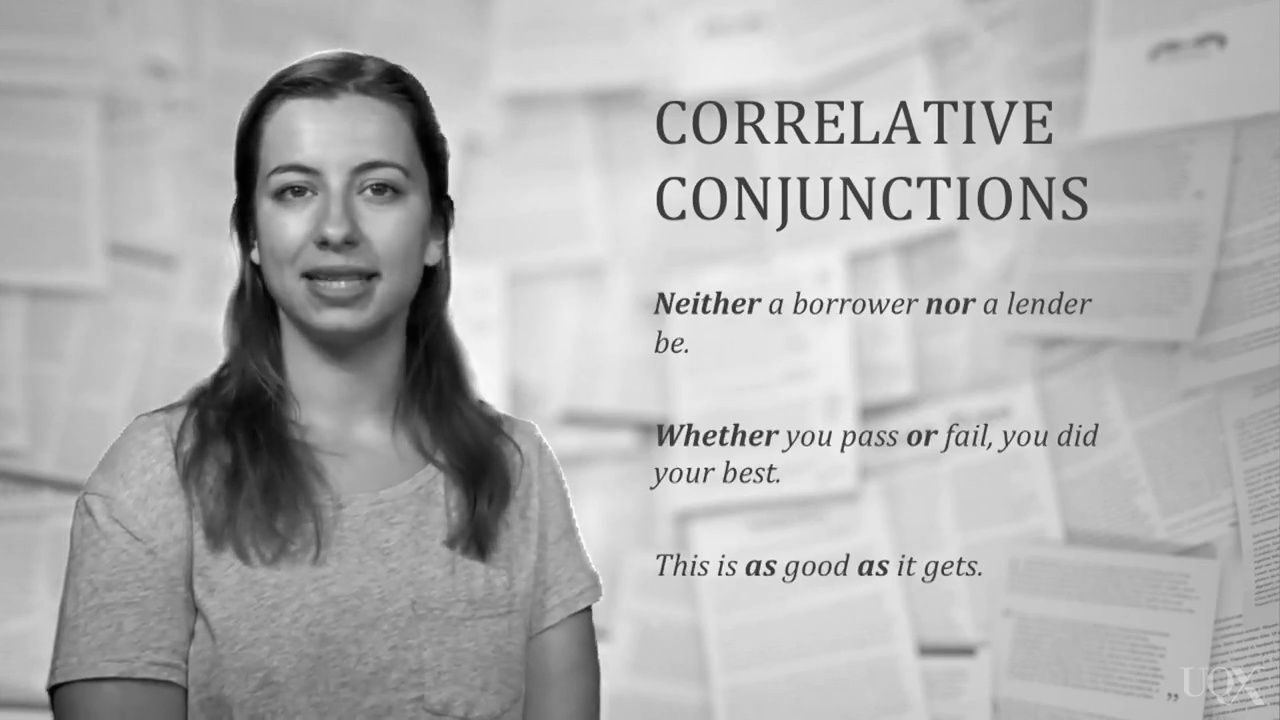 CORRELATIVE
CONJUNCTIONS
Neither a borrower nor a lender
be.
Whether you pass or fail, you did
your best.
This is as good as it gets.
UQX